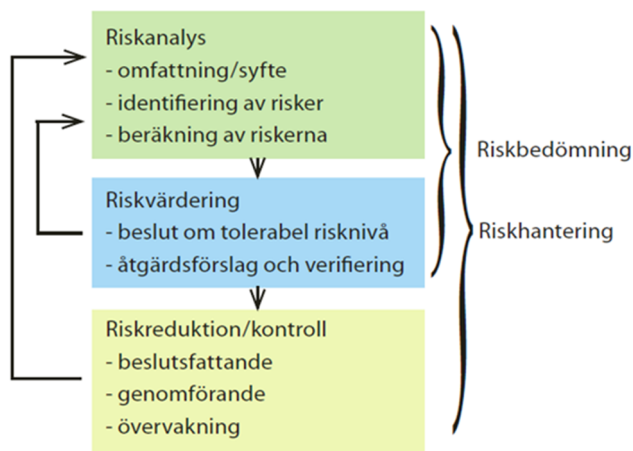 Riskanalys
- omfattning/syfte
- identifiering av risker
- beräkning av riskerna
Riskvärdering
- beslut om tolerabel risknivå
- åtgärdsförslag och verifiering
Riskreduktion/kontroll
- beslutsfattande
- genomförande
- övervakning
Riskbedömning
Riskhantering